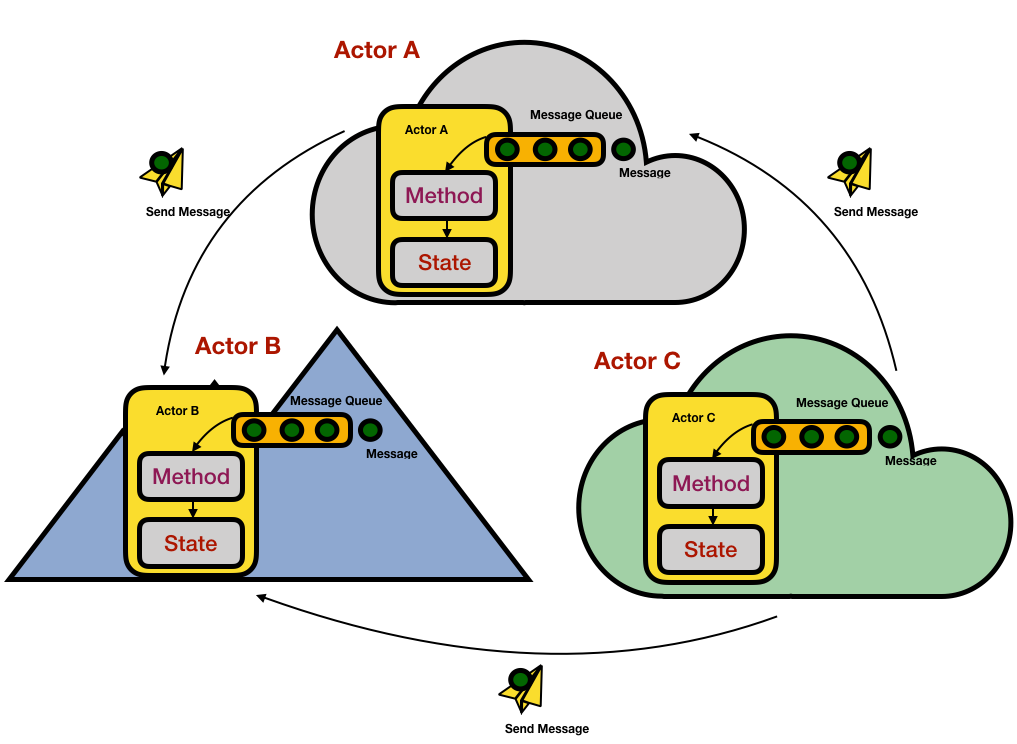 Actor A
Message Queue
Actor A
Message
Method
State
Send Message
Send Message
Actor B
Message Queue
Actor B
Message
Method
State
Actor C
Message Queue
Actor C
Message
Method
State
Send Message